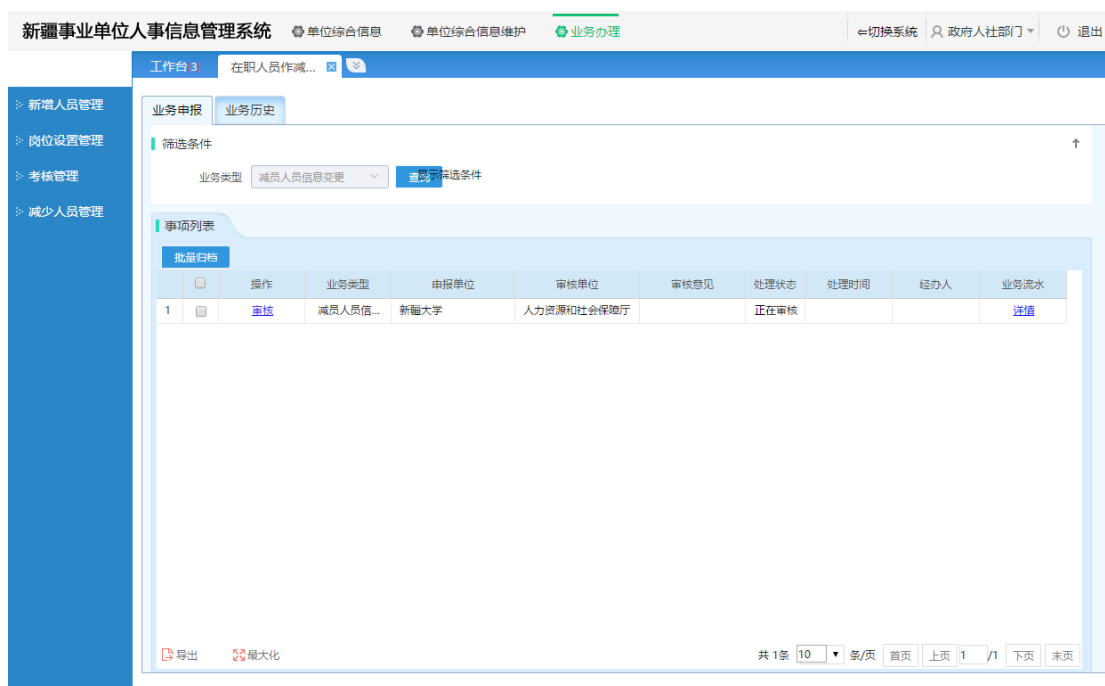 新疆事业单位人事信息管理系统 单位综合信息 单位综合信息维护 业务办理 ⇐切换系统 政府人社部门 退出
工作台(3) 在职人员作减...
新增人员管理
岗位设置管理
考核管理
减少人员管理
业务申报 业务历史
筛选条件
业务类型 减员人员信息变更 查询 显示筛选条件
事项列表
批量归档
操作 业务类型 申报单位 审核单位 审核意见 处理状态 处理时间 经办人 业务流水
1 审核 减员人员信... 新疆大学 人力资源和社会保障厅 正在审核 详情
导出 最大化 共 1条 10 条/页 首页 上页 1 /1 下页 末页